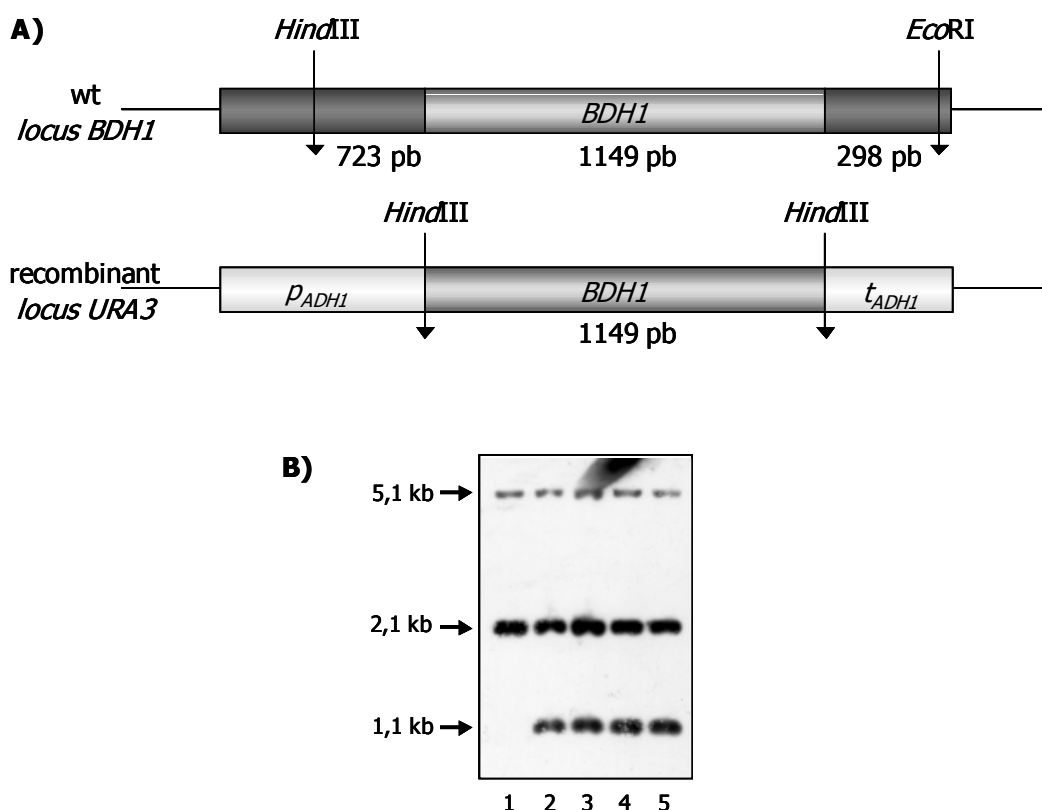 A)
HindIII
EcoRI
wt
locus BDH1
BDH1
723 pb
1149 pb
298 pb
HindIII
HindIII
recombinant
locus URA3
pADH1
BDH1
tADH1
1149 pb
B)
5,1 kb
2,1 kb
1,1 kb
1 2 3 4 5